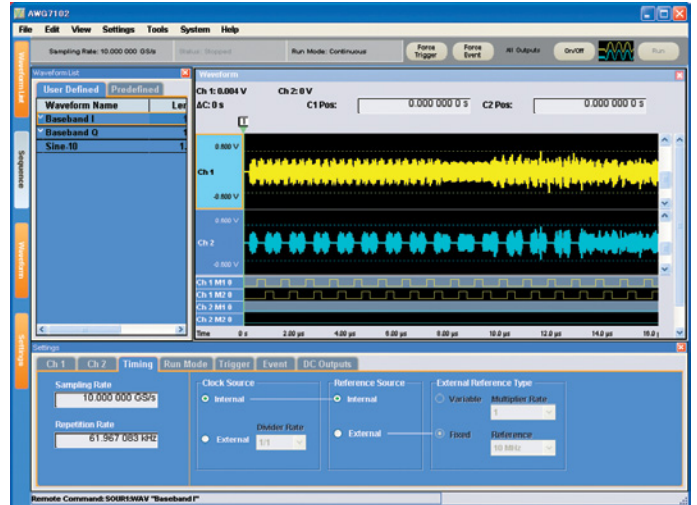 AWG7102
File Edit View Settings Tools System Help
Sampling Rate: 10.000 000 GS/s Status: Stopped Run Mode: Continuous Force Trigger Force Event All Outputs On/Off Run
Waveform List
Sequence
Waveform
Settings
WaveformList
User Defined Predefined
Waveform Name Len
Baseband I 1
Baseband Q 1
Sine-10 1.
Waveform
Ch 1: 0.004 V Ch 2: 0 V
ΔC: 0 s C1 Pos: 0.000 000 0 s C2 Pos: 0.000 000 0 s
T
0.800 V
Ch 1
-0.800 V
Ch 2
Ch 1 M1 0
Ch 1 M2 0
Ch 2 M1 0
Ch 2 M2 0
Time 0 s 2.00 µs 4.00 µs 6.00 µs 8.00 µs 10.0 µs 12.0 µs 14.0 µs
Settings
Ch 1 Ch 2 Timing Run Mode Trigger Event DC Outputs
Sampling Rate
10.000 000 GS/s
Repetition Rate
61.967 083 kHz
Clock Source
Internal
External
Divider Rate
1/1
Reference Source
Internal
External
External Reference Type
Variable Multiplier Rate
1
Fixed Reference
10 MHz
Remote Command: SOUR1:WAV "Baseband I"